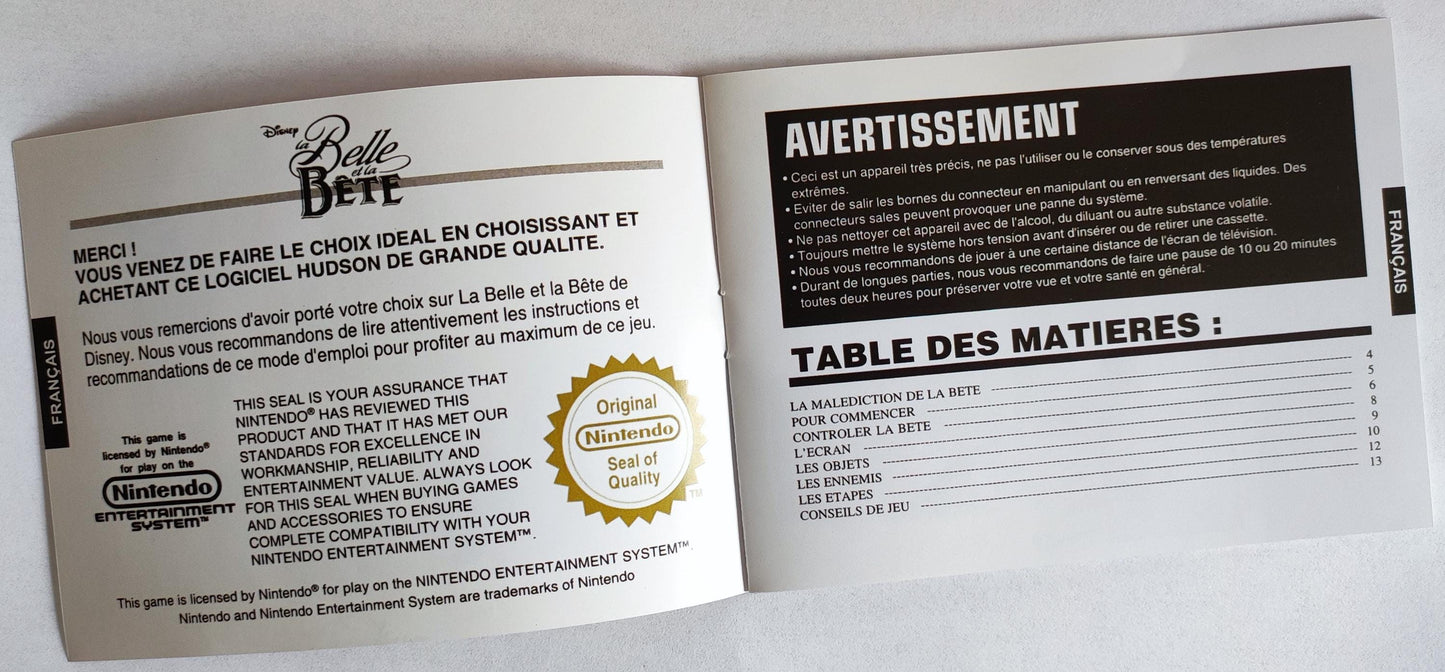 FRANÇAIS
Disney
la Belle
et la
BÊTE
MERCI !
VOUS VENEZ DE FAIRE LE CHOIX IDEAL EN CHOISISSANT ET
ACHETANT CE LOGICIEL HUDSON DE GRANDE QUALITE.
Nous vous remercions d'avoir porté votre choix sur La Belle et la Bête de
Disney. Nous vous recommandons de lire attentivement les instructions et
recommandations de ce mode d'emploi pour profiter au maximum de ce jeu.
This game is
licensed by Nintendo®
for play on the
Nintendo
ENTERTAINMENT
SYSTEM™
THIS SEAL IS YOUR ASSURANCE THAT
NINTENDO® HAS REVIEWED THIS
PRODUCT AND THAT IT HAS MET OUR
STANDARDS FOR EXCELLENCE IN
WORKMANSHIP, RELIABILITY AND
ENTERTAINMENT VALUE. ALWAYS LOOK
FOR THIS SEAL WHEN BUYING GAMES
AND ACCESSORIES TO ENSURE
COMPLETE COMPATIBILITY WITH YOUR
NINTENDO ENTERTAINMENT SYSTEM™.
Original
Nintendo
Seal of
Quality
TM
This game is licensed by Nintendo® for play on the NINTENDO ENTERTAINMENT SYSTEM™.
Nintendo and Nintendo Entertainment System are trademarks of Nintendo
AVERTISSEMENT
• Ceci est un appareil très précis, ne pas l'utiliser ou le conserver sous des températures
extrêmes.
• Eviter de salir les bornes du connecteur en manipulant ou en renversant des liquides. Des
connecteurs sales peuvent provoquer une panne du système.
• Ne pas nettoyer cet appareil avec de l'alcool, du diluant ou autre substance volatile.
• Toujours mettre le système hors tension avant d'insérer ou de retirer une cassette.
• Nous vous recommandons de jouer à une certaine distance de l'écran de télévision.
• Durant de longues parties, nous vous recommandons de faire une pause de 10 ou 20 minutes
toutes deux heures pour préserver votre vue et votre santé en général.
FRANÇAIS
TABLE DES MATIERES :
LA MALEDICTION DE LA BETE 4
POUR COMMENCER 5
CONTROLER LA BETE 6
L'ECRAN 8
LES OBJETS 9
LES ENNEMIS 10
LES ETAPES 12
CONSEILS DE JEU 13